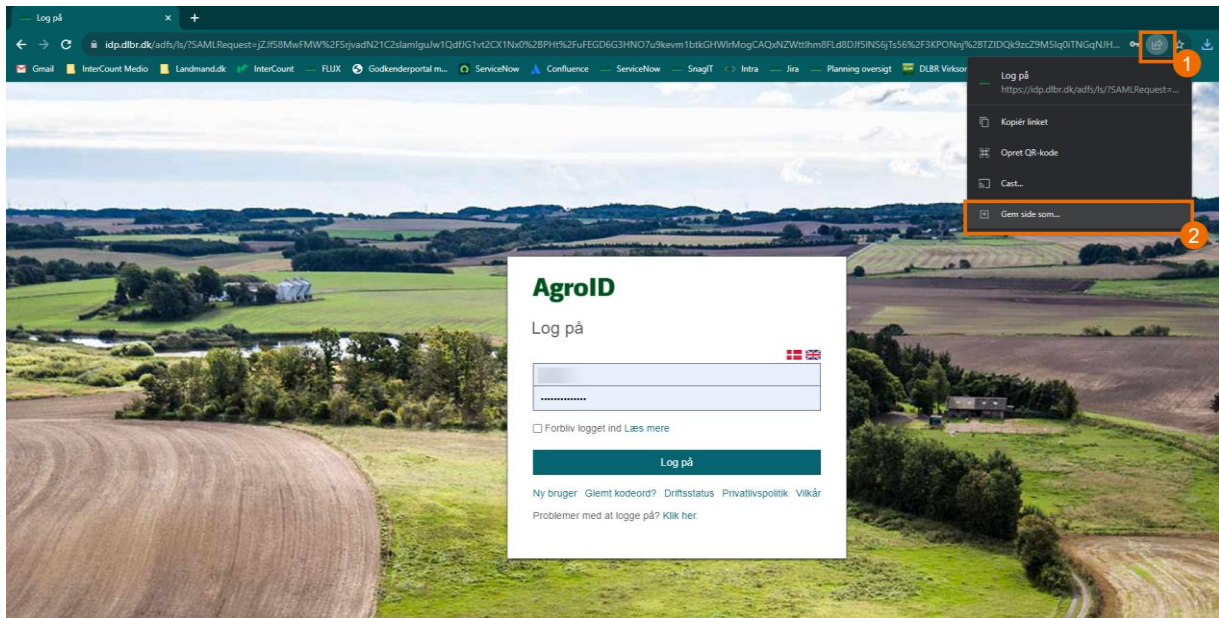 Log på
idp.dlbr.dk/adfs/ls/?SAMLRequest=jZJfS8MwFMW%2FSrjvadN21C2slamIguJw1QdfJG1vt2CX1Nx0%2BPHt%2FuFEGD6G3HNO7u9kevm1btkGHWlrMogCAQxNZWttlhm8FLd8DJf5INS6jTs56%2F3KPONnj%2BTZIDQk9zcZ9M5Iq0iTNGqNJH...
Gmail InterCount Medio Landmand.dk InterCount FLUX Godkenderportal m... ServiceNow Confluence ServiceNow SnagIT Intra Jira Planning oversigt DLBR Virksor
1
Log på
https://idp.dlbr.dk/adfs/ls/?SAMLRequest=...
Kopiér linket
Opret QR-kode
Cast...
Gem side som...
2
AgroID
Log på
Forbliv logget ind Læs mere
Log på
Ny bruger Glemt kodeord? Driftsstatus Privatlivspolitik Vilkår
Problemer med at logge på? Klik her.